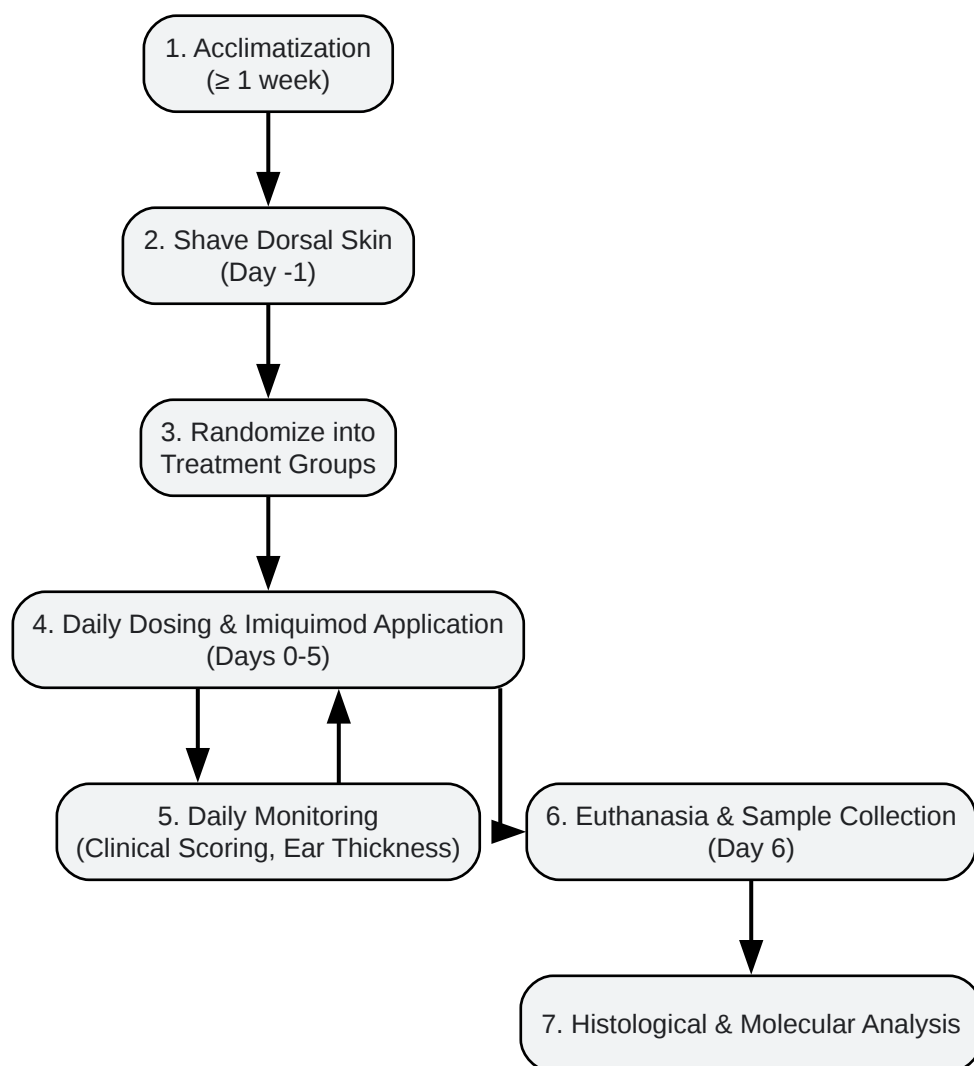 1. Acclimatization
(≥ 1 week)
2. Shave Dorsal Skin
(Day -1)
3. Randomize into
Treatment Groups
4. Daily Dosing & Imiquimod Application
(Days 0-5)
5. Daily Monitoring
(Clinical Scoring, Ear Thickness)
6. Euthanasia & Sample Collection
(Day 6)
7. Histological & Molecular Analysis